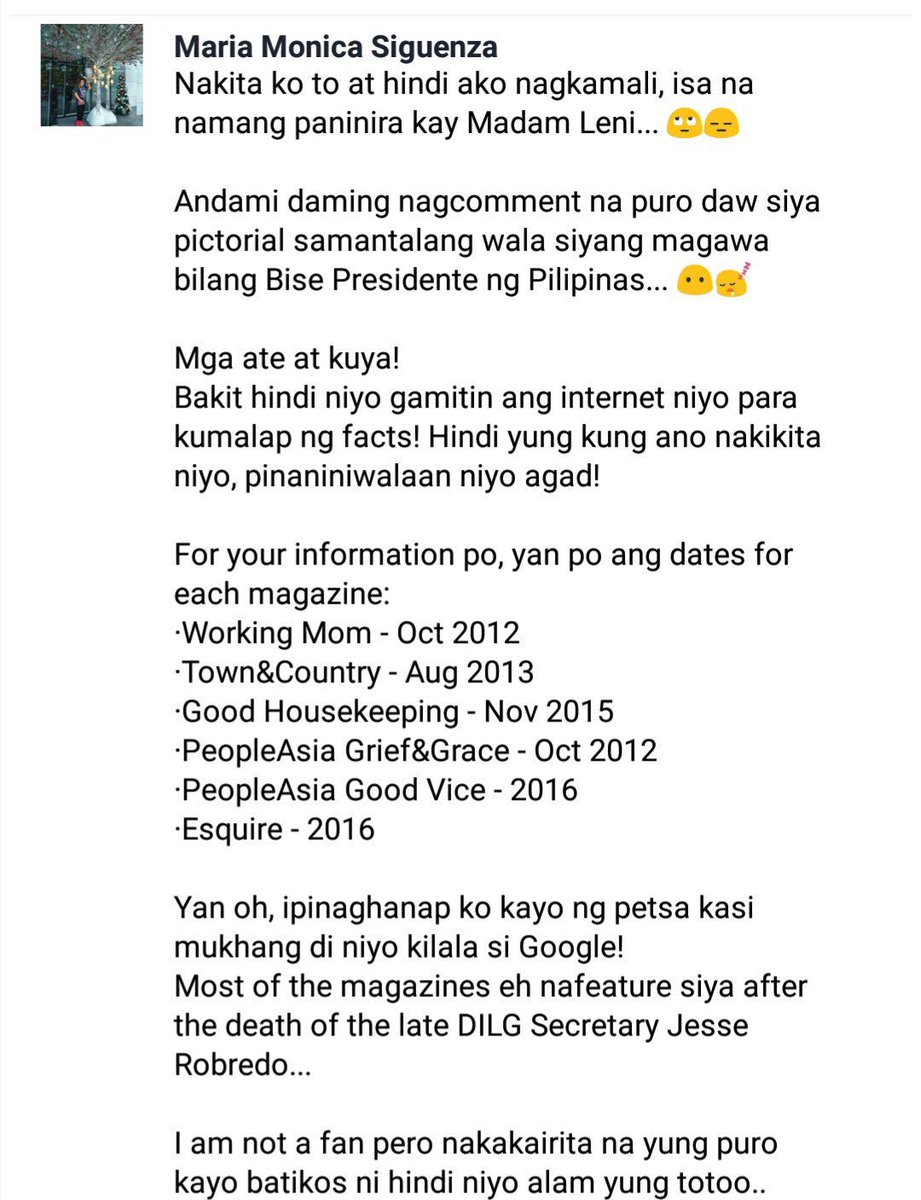 Maria Monica Siguenza
Nakita ko to at hindi ako nagkamali, isa na
namang paninira kay Madam Leni... 🙄😑
Andami daming nagcomment na puro daw siya
pictorial samantalang wala siyang magawa
bilang Bise Presidente ng Pilipinas... 😶😴
Mga ate at kuya!
Bakit hindi niyo gamitin ang internet niyo para
kumalap ng facts! Hindi yung kung ano nakikita
niyo, pinaniniwalaan niyo agad!
For your information po, yan po ang dates for
each magazine:
·Working Mom - Oct 2012
·Town&Country - Aug 2013
·Good Housekeeping - Nov 2015
·PeopleAsia Grief&Grace - Oct 2012
·PeopleAsia Good Vice - 2016
·Esquire - 2016
Yan oh, ipinaghanap ko kayo ng petsa kasi
mukhang di niyo kilala si Google!
Most of the magazines eh nafeature siya after
the death of the late DILG Secretary Jesse
Robredo...
I am not a fan pero nakakairita na yung puro
kayo batikos ni hindi niyo alam yung totoo..